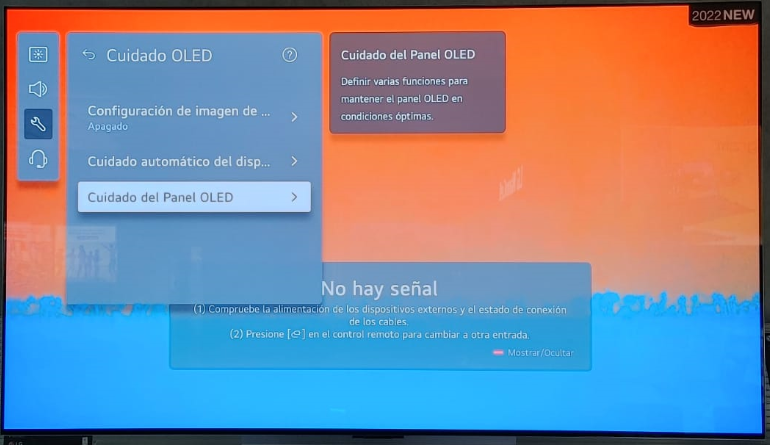 2022 NEW
Cuidado OLED
?
Configuración de imagen de ...
Apagado
Cuidado automático del disp...
Cuidado del Panel OLED
Cuidado del Panel OLED
Definir varias funciones para
mantener el panel OLED en
condiciones óptimas.
No hay señal
(1) Compruebe la alimentación de los dispositivos externos y el estado de conexión
de los cables.
(2) Presione [ ] en el control remoto para cambiar a otra entrada.
Mostrar/Ocultar
LG